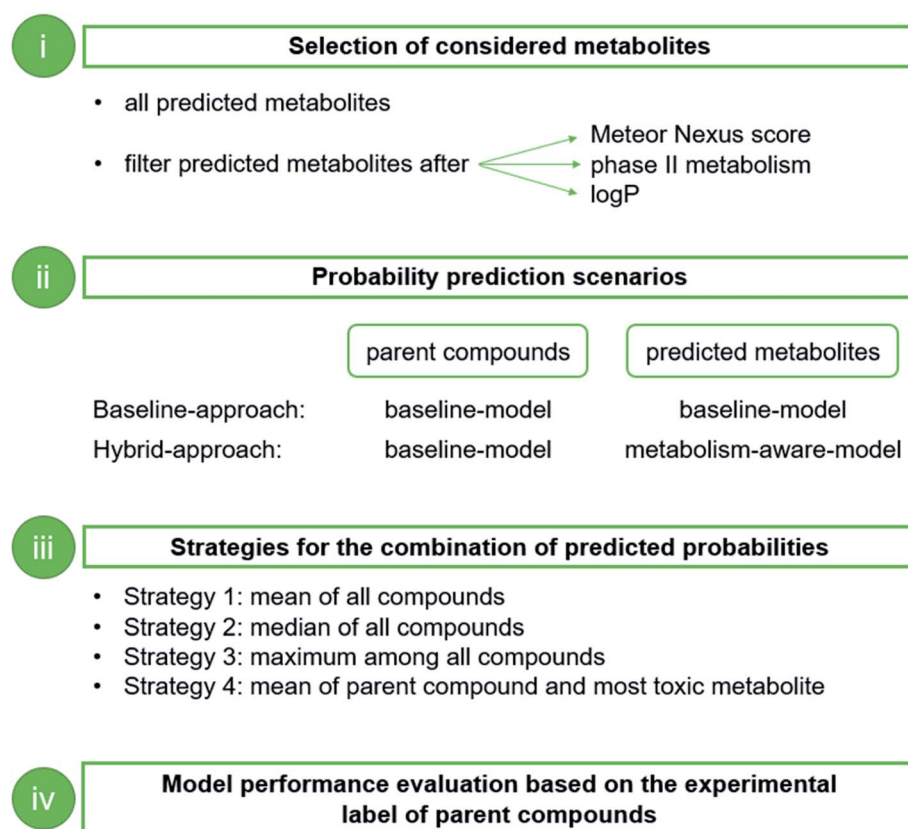 i
Selection of considered metabolites
• all predicted metabolites
• filter predicted metabolites after
Meteor Nexus score
phase II metabolism
logP
ii
Probability prediction scenarios
parent compounds predicted metabolites
Baseline-approach: baseline-model baseline-model
Hybrid-approach: baseline-model metabolism-aware-model
iii
Strategies for the combination of predicted probabilities
• Strategy 1: mean of all compounds
• Strategy 2: median of all compounds
• Strategy 3: maximum among all compounds
• Strategy 4: mean of parent compound and most toxic metabolite
iv
Model performance evaluation based on the experimental
label of parent compounds